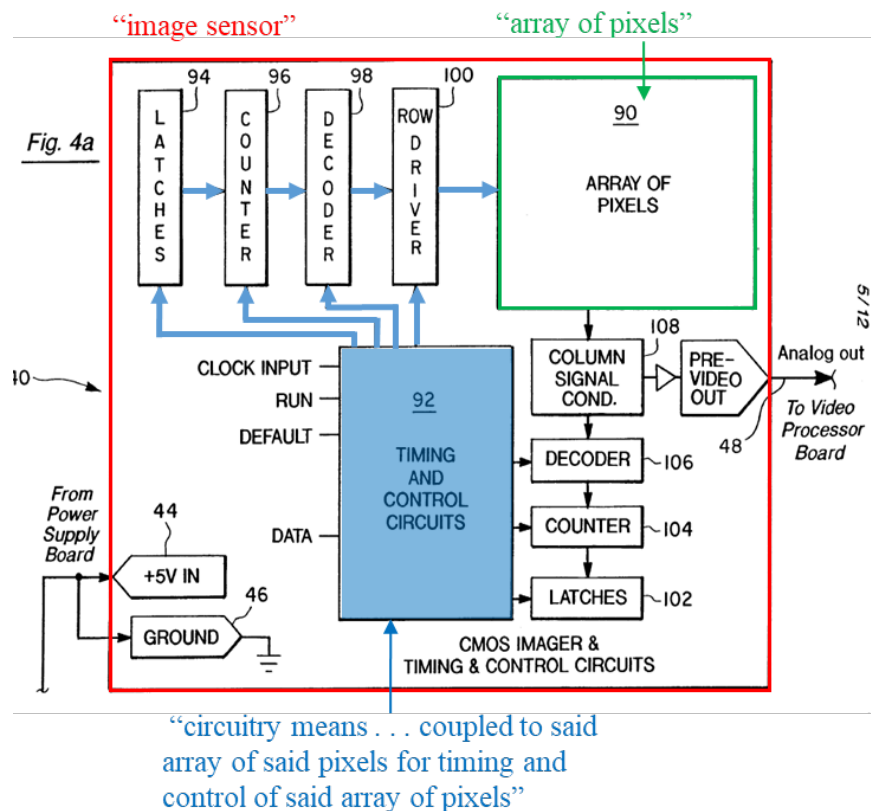 “image sensor”
“array of pixels”
Fig. 4a
94
96
98
100
LATCHES
COUNTER
DECODER
ROW DRIVER
90
ARRAY OF
PIXELS
5/12
40
CLOCK INPUT
RUN
DEFAULT
DATA
92
TIMING
AND
CONTROL
CIRCUITS
108
COLUMN
SIGNAL
COND.
PRE-
VIDEO
OUT
Analog out
48
To Video
Processor
Board
DECODER
106
COUNTER
104
LATCHES
102
From
Power
Supply
Board
44
+5V IN
46
GROUND
CMOS IMAGER &
TIMING & CONTROL CIRCUITS
“circuitry means . . . coupled to said
array of said pixels for timing and
control of said array of pixels”